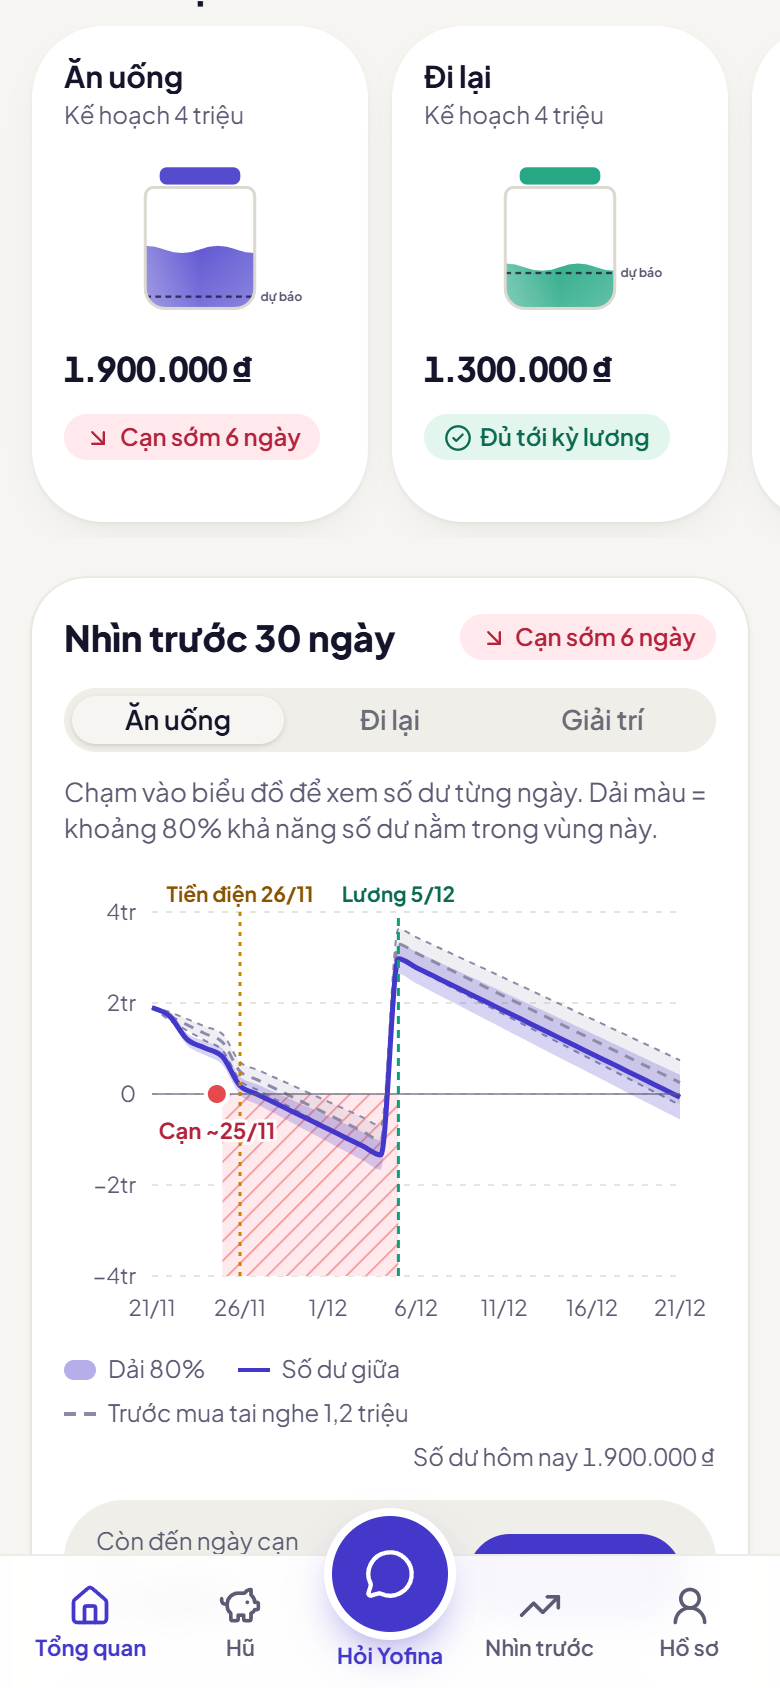 Ăn uống
Kế hoạch 4 triệu
dự báo
1.900.000 ₫
Cạn sớm 6 ngày
Đi lại
Kế hoạch 4 triệu
dự báo
1.300.000 ₫
Đủ tới kỳ lương
Nhìn trước 30 ngày
Cạn sớm 6 ngày
Ăn uống
Đi lại
Giải trí
Chạm vào biểu đồ để xem số dư từng ngày. Dải màu =
khoảng 80% khả năng số dư nằm trong vùng này.
Tiền điện 26/11
Lương 5/12
4tr
2tr
0
Cạn ~25/11
−2tr
−4tr
21/11
26/11
1/12
6/12
11/12
16/12
21/12
Dải 80%
Số dư giữa
Trước mua tai nghe 1,2 triệu
Số dư hôm nay 1.900.000 ₫
Còn đến ngày cạn
Tổng quan
Hũ
Hỏi Yofina
Nhìn trước
Hồ sơ